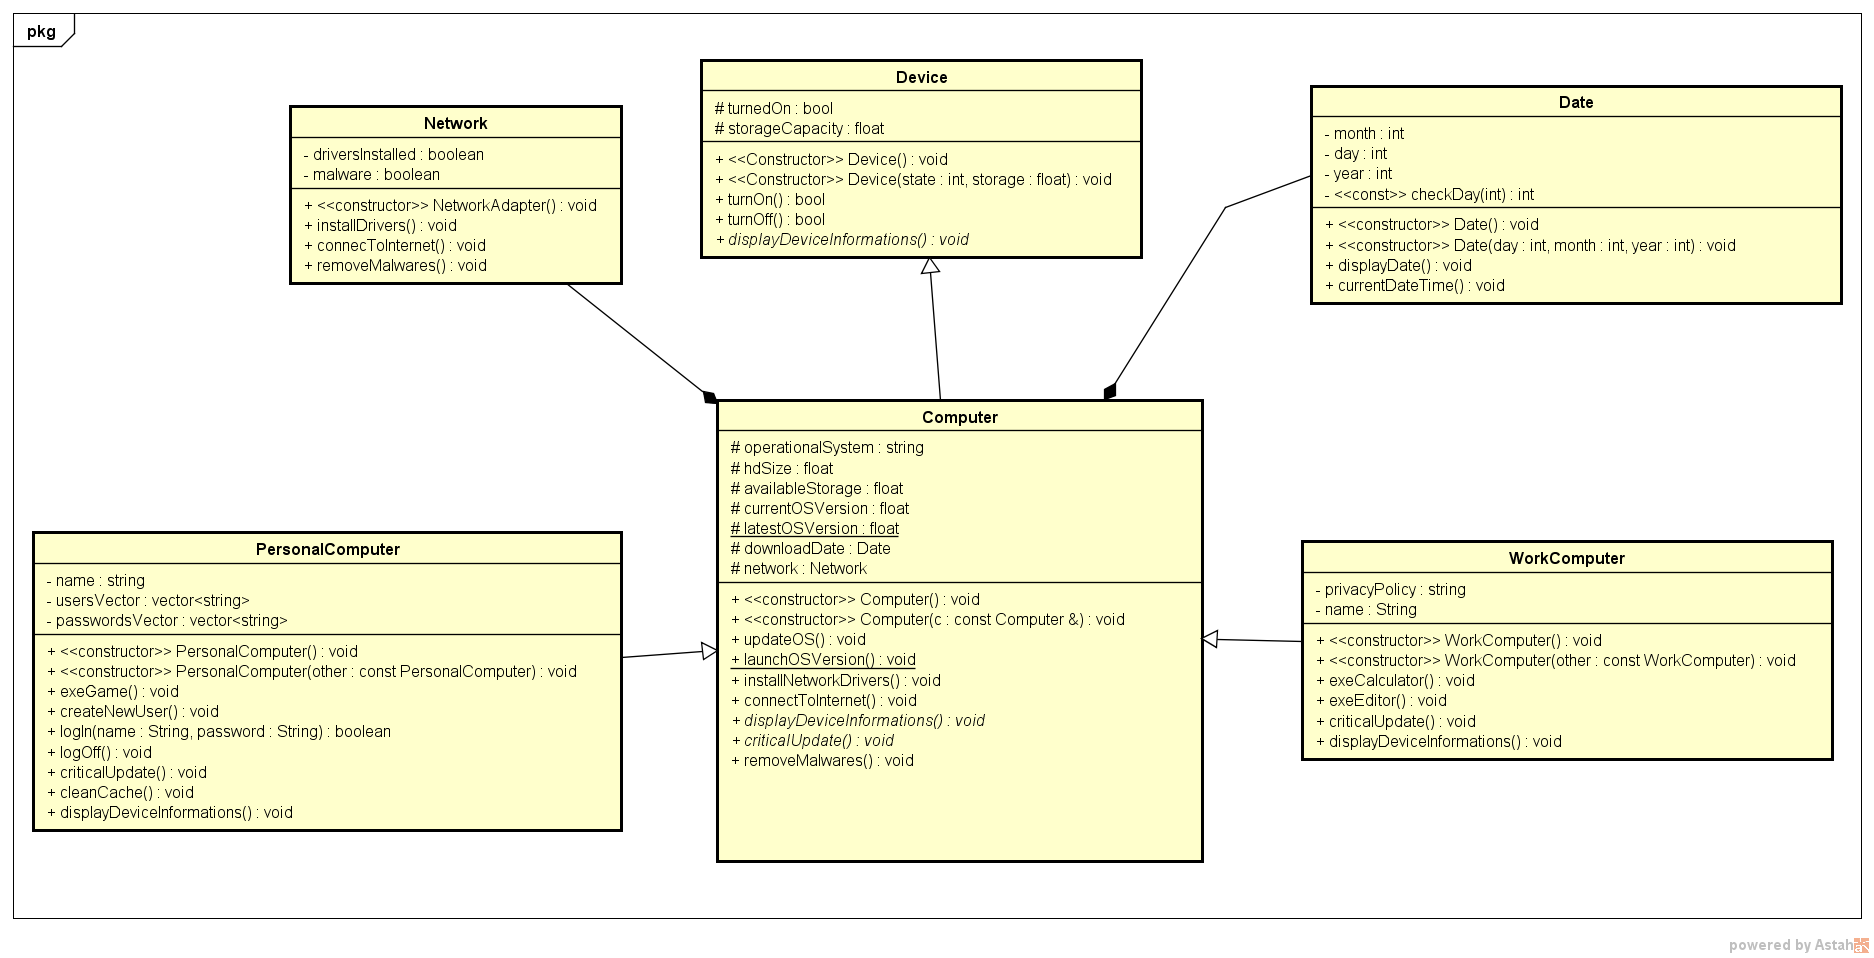 pkg
Network
- driversInstalled : boolean
- malware : boolean
+ <<constructor>> NetworkAdapter() : void
+ installDrivers() : void
+ connecToInternet() : void
+ removeMalwares() : void
Device
# turnedOn : bool
# storageCapacity : float
+ <<Constructor>> Device() : void
+ <<Constructor>> Device(state : int, storage : float) : void
+ turnOn() : bool
+ turnOff() : bool
+ displayDeviceInformations() : void
Date
- month : int
- day : int
- year : int
- <<const>> checkDay(int) : int
+ <<constructor>> Date() : void
+ <<constructor>> Date(day : int, month : int, year : int) : void
+ displayDate() : void
+ currentDateTime() : void
Computer
# operationalSystem : string
# hdSize : float
# availableStorage : float
# currentOSVersion : float
# latestOSVersion : float
# downloadDate : Date
# network : Network
+ <<constructor>> Computer() : void
+ <<constructor>> Computer(c : const Computer &) : void
+ updateOS() : void
+ launchOSVersion() : void
+ installNetworkDrivers() : void
+ connectToInternet() : void
+ displayDeviceInformations() : void
+ criticalUpdate() : void
+ removeMalwares() : void
PersonalComputer
- name : string
- usersVector : vector<string>
- passwordsVector : vector<string>
+ <<constructor>> PersonalComputer() : void
+ <<constructor>> PersonalComputer(other : const PersonalComputer) : void
+ exeGame() : void
+ createNewUser() : void
+ logIn(name : String, password : String) : boolean
+ logOff() : void
+ criticalUpdate() : void
+ cleanCache() : void
+ displayDeviceInformations() : void
WorkComputer
- privacyPolicy : string
- name : String
+ <<constructor>> WorkComputer() : void
+ <<constructor>> WorkComputer(other : const WorkComputer) : void
+ exeCalculator() : void
+ exeEditor() : void
+ criticalUpdate() : void
+ displayDeviceInformations() : void
powered by Astah